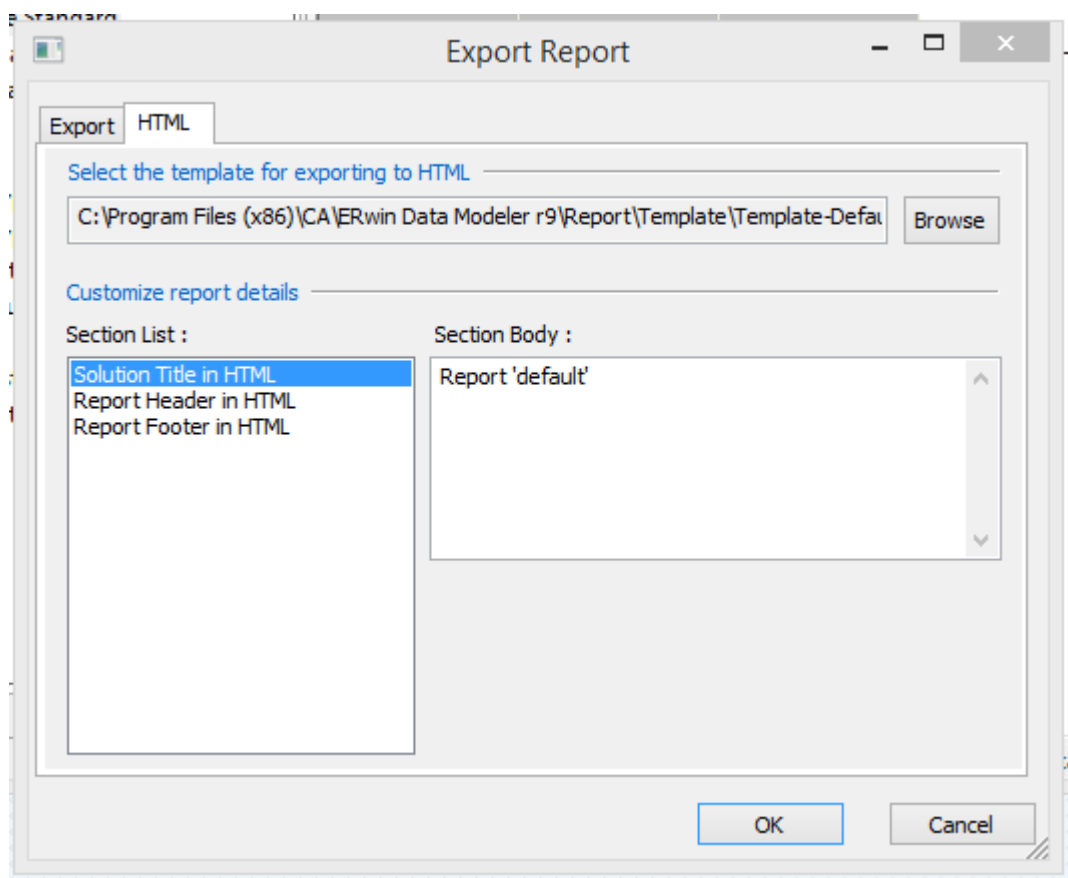 Standard
Export Report
Export HTML
Select the template for exporting to HTML
C:\Program Files (x86)\CA\ERwin Data Modeler r9\Report\Template\Template-Defau Browse
Customize report details
Section List : Section Body :
Solution Title in HTML Report 'default'
Report Header in HTML
Report Footer in HTML
OK Cancel